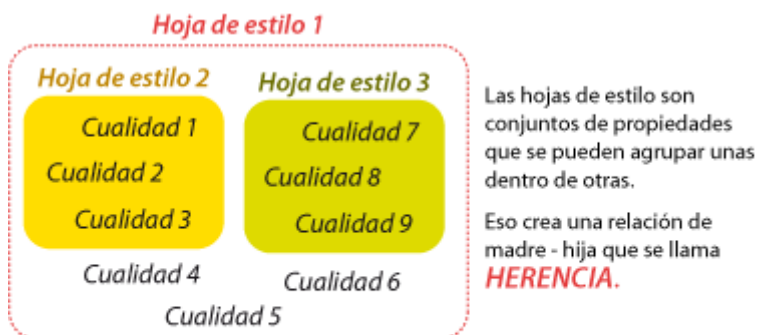 Hoja de estilo 1
Hoja de estilo 2
Cualidad 1
Cualidad 2
Cualidad 3
Hoja de estilo 3
Cualidad 7
Cualidad 8
Cualidad 9
Cualidad 4
Cualidad 6
Cualidad 5
Las hojas de estilo son
conjuntos de propiedades
que se pueden agrupar unas
dentro de otras.
Eso crea una relación de
madre - hija que se llama
HERENCIA.